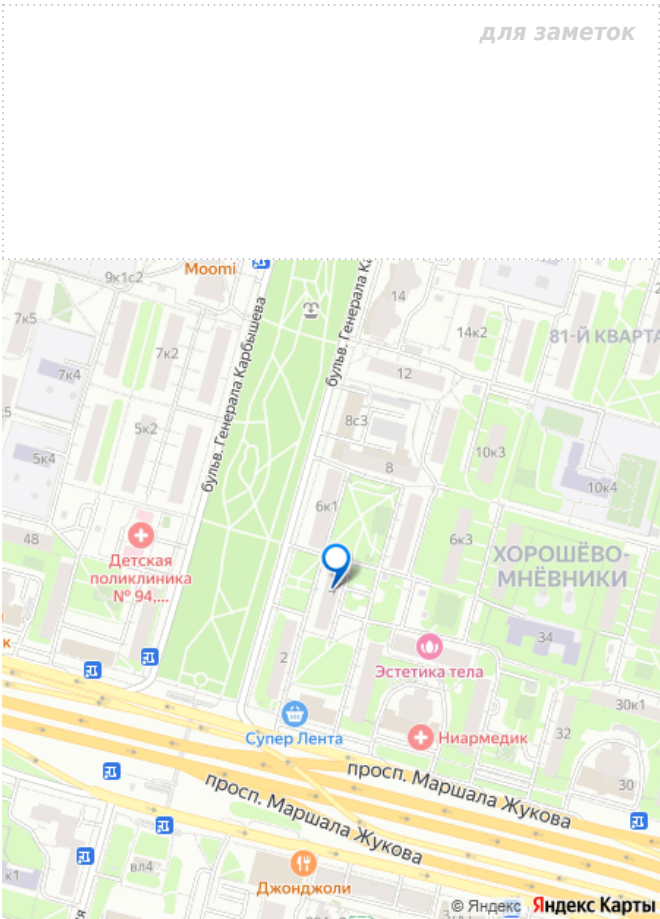 для заметок
Moomi
9к1с2
14
7к5
7к2
14к2
81-Й КВАРТА
бульв. Генерала Карбышева
бульв. Генерала Ка
7к4
12
5к2
8с3
5к4
8
10к3
10к4
6к1
48
6к3
Детская
поликлиника
№ 94,...
ХОРОШЁВО-
МНЁВНИКИ
34
к
2
Эстетика тела
30к1
Супер Лента
Ниармедик
32
30
просп. Маршала Жукова
просп. Маршала Жукова
вл4
к1
Джонджоли
© Яндекс Яндекс Карты